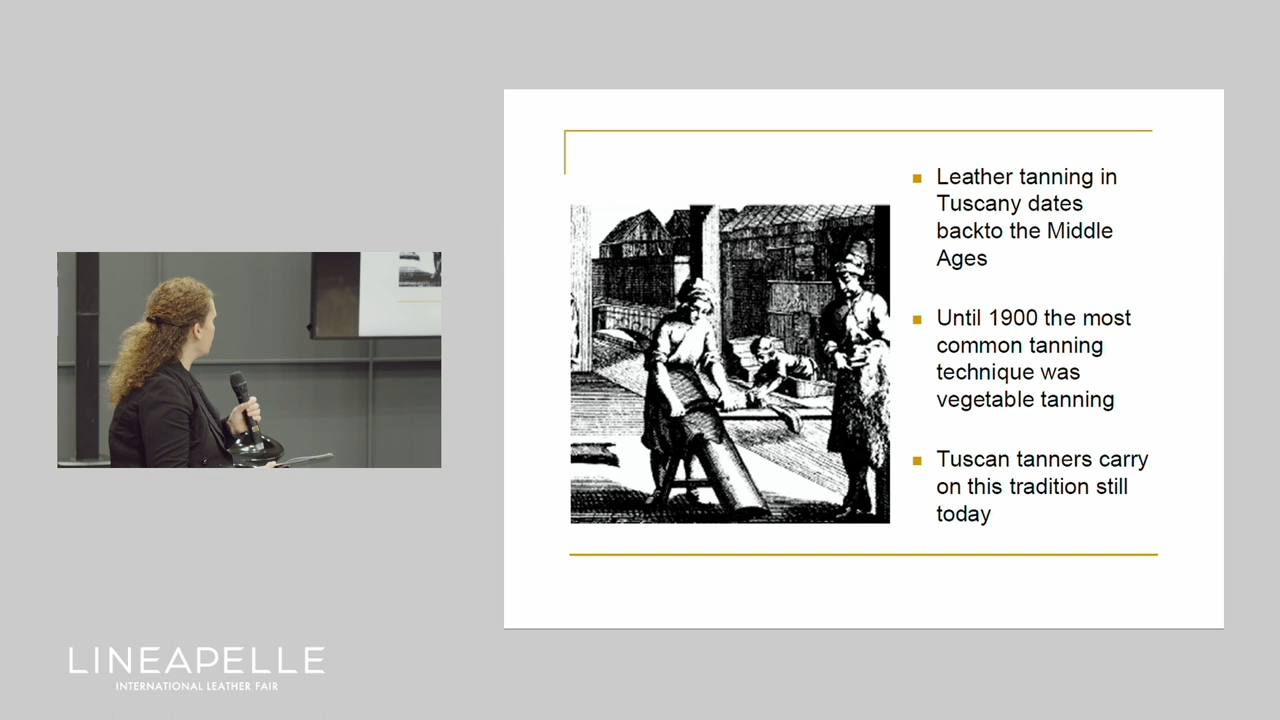 Leather tanning in
Tuscany dates
backto the Middle
Ages
Until 1900 the most
common tanning
technique was
vegetable tanning
Tuscan tanners carry
on this tradition still
today
LINEAPELLE
INTERNATIONAL LEATHER FAIR